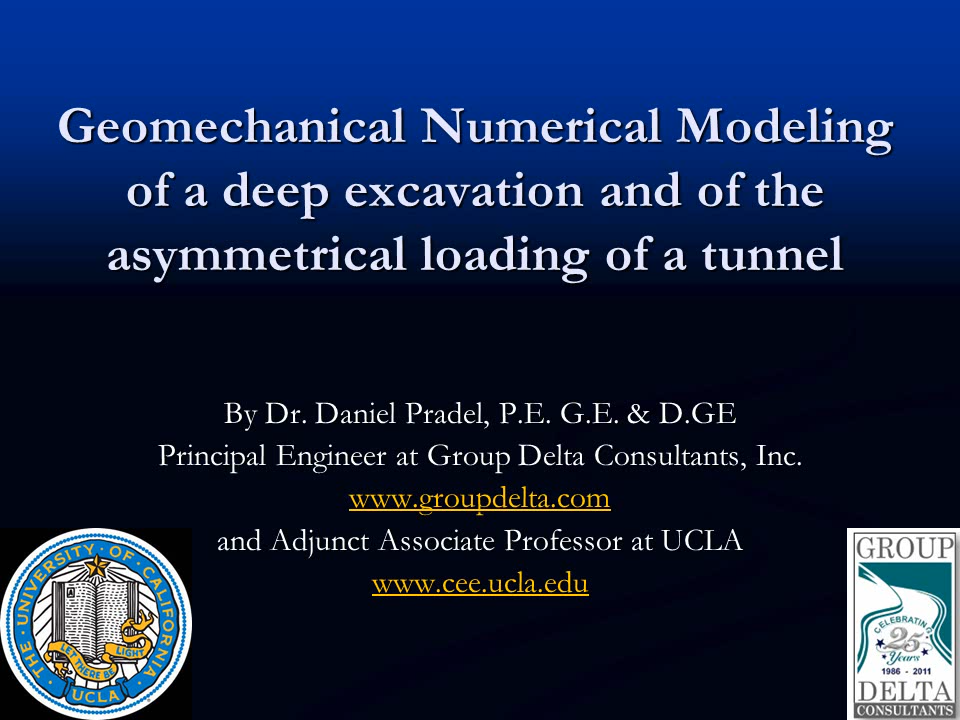 Geomechanical Numerical Modeling
of a deep excavation and of the
asymmetrical loading of a tunnel
By Dr. Daniel Pradel, P.E. G.E. & D.GE
Principal Engineer at Group Delta Consultants, Inc.
www.groupdelta.com
and Adjunct Associate Professor at UCLA
www.cee.ucla.edu
THE · UNIVERSITY · OF · CALIFORNIA
LET THERE BE LIGHT
UCLA
GROUP
CELEBRATING
25
Years
1986 - 2011
DELTA
CONSULTANTS